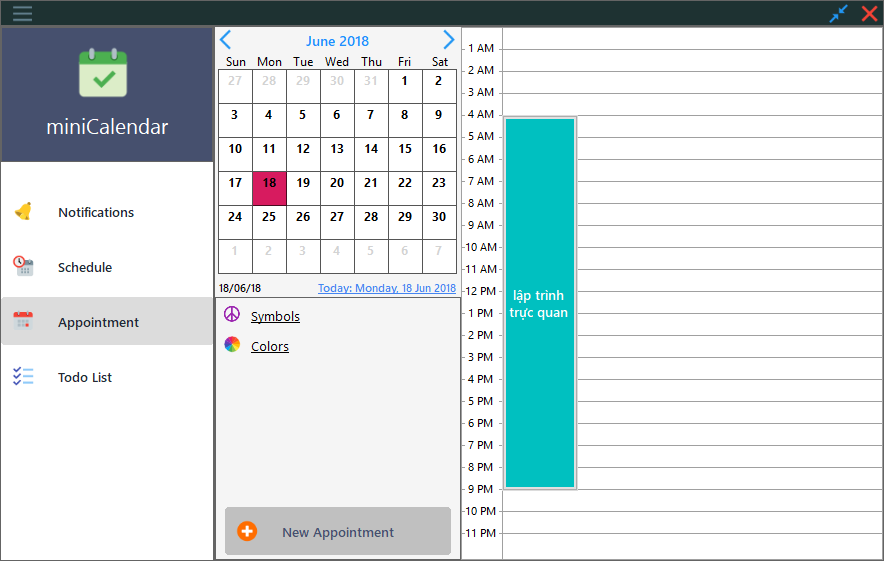 miniCalendar
Notifications
Schedule
Appointment
Todo List
June 2018
Sun Mon Tue Wed Thu Fri Sat
27 28 29 30 31 1 2
3 4 5 6 7 8 9
10 11 12 13 14 15 16
17 18 19 20 21 22 23
24 25 26 27 28 29 30
1 2 3 4 5 6 7
18/06/18 Today: Monday, 18 Jun 2018
Symbols
Colors
New Appointment
1 AM
2 AM
3 AM
4 AM
5 AM
6 AM
7 AM
8 AM
9 AM
10 AM
11 AM
12 PM
1 PM
2 PM
3 PM
4 PM
5 PM
6 PM
7 PM
8 PM
9 PM
10 PM
11 PM
lập trình
trực quan